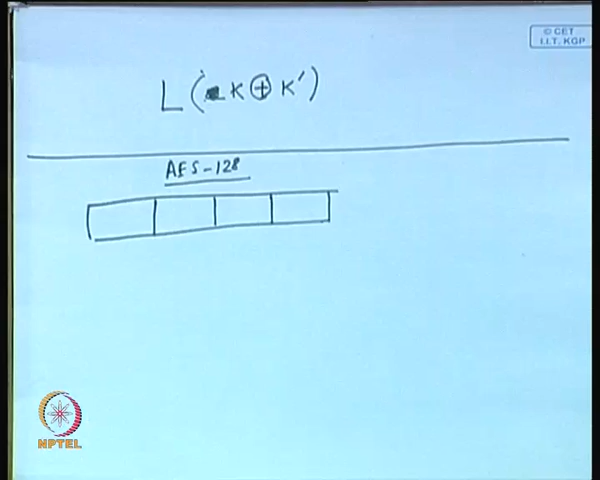 © CET
I.I.T. KGP
L(K⊕K')
AES-128
NPTEL